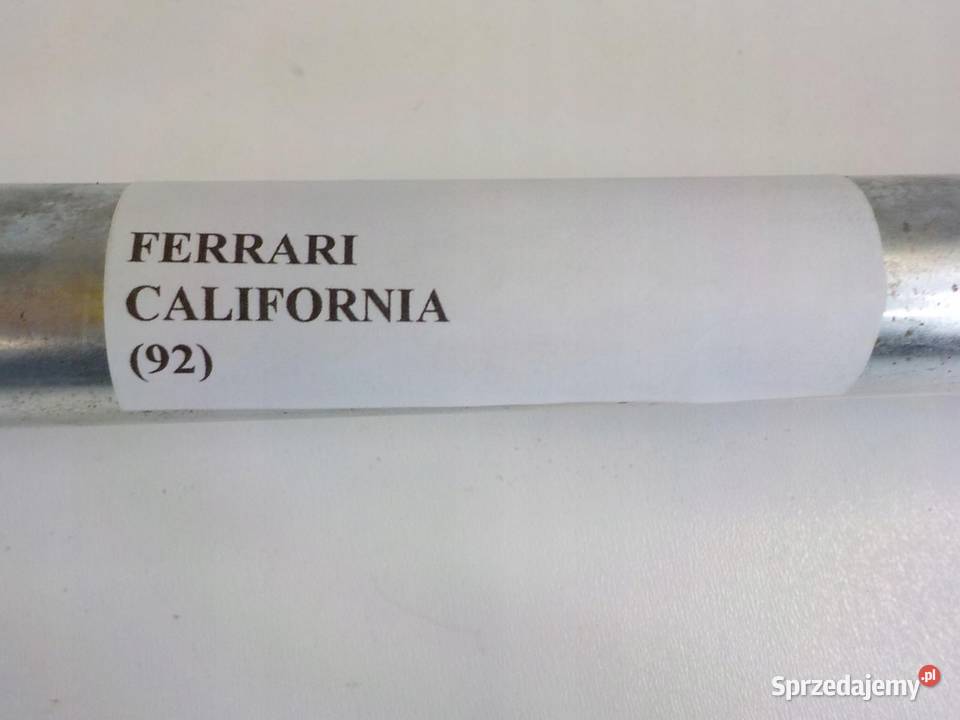 FERRARI
CALIFORNIA
(92)
Sprzedajemy.pl